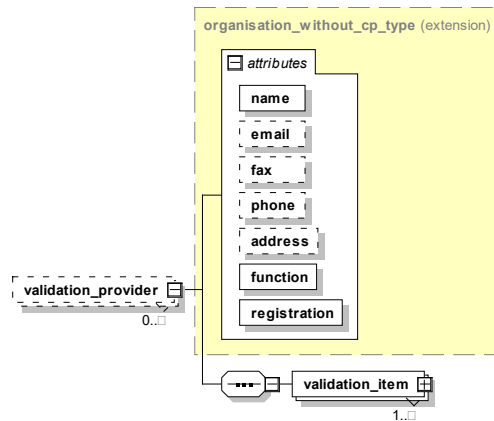 organisation_without_cp_type (extension)
attributes
name
email
fax
phone
address
function
registration
validation_provider
0..□
validation_item
1..□